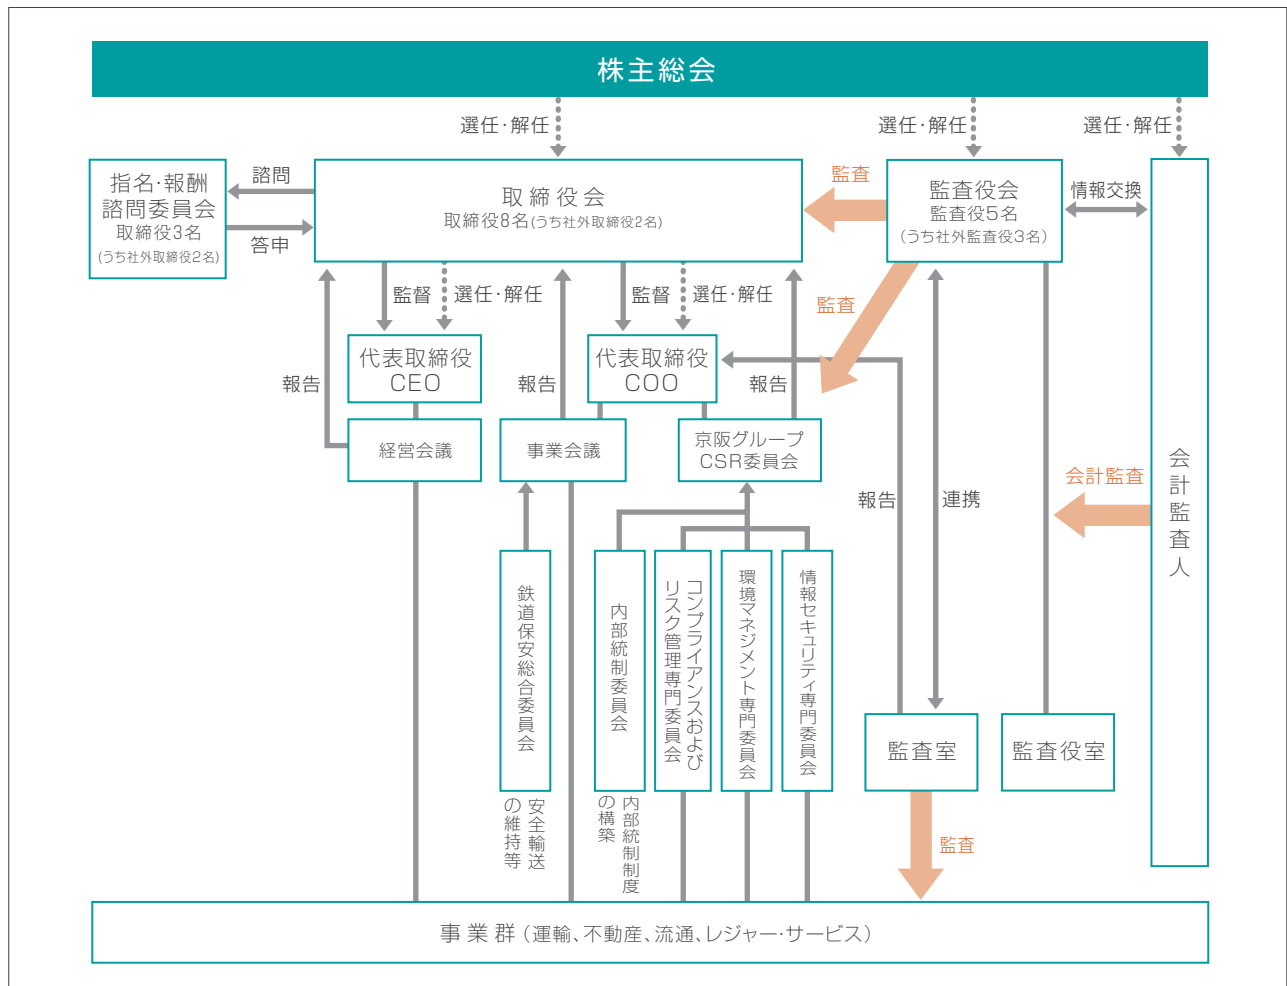 株主総会
選任・解任
選任・解任
選任・解任
指名・報酬
諮問委員会
取締役3名
(うち社外取締役2名)
諮問
答申
取締役会
取締役8名(うち社外取締役2名)
監査
監査役会
監査役5名
(うち社外監査役3名)
情報交換
監督
選任・解任
監督
選任・解任
監査
代表取締役
CEO
代表取締役
COO
報告
報告
報告
経営会議
事業会議
京阪グループ
CSR委員会
報告
連携
会計監査
会計監査人
鉄道保安総合委員会
内部統制委員会
コンプライアンスおよび
リスク管理専門委員会
環境マネジメント専門委員会
情報セキュリティ専門委員会
監査室
監査役室
安全輸送
の維持等
内部統制制度
の構築
監査
事業群(運輸、不動産、流通、レジャー・サービス)